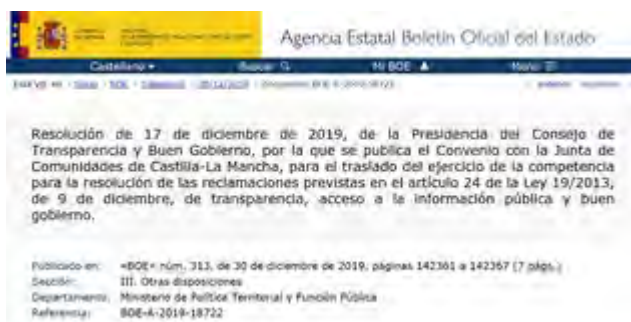 Agencia Estatal Boletín Oficial del Estado
Castellano Buscar Mi BOE Menú
Resolución de 17 de diciembre de 2019, de la Presidencia del Consejo de
Transparencia y Buen Gobierno, por la que se publica el Convenio con la Junta de
Comunidades de Castilla-La Mancha, para el traslado del ejercicio de la competencia
para la resolución de las reclamaciones previstas en el artículo 24 de la Ley 19/2013,
de 9 de diciembre, de transparencia, acceso a la información pública y buen
gobierno.
Publicado en: «BOE» núm. 313, de 30 de diciembre de 2019, páginas 142361 a 142367 (7 págs.)
Sección: III. Otras disposiciones
Departamento: Ministerio de Política Territorial y Función Pública
Referencia: BOE-A-2019-18722